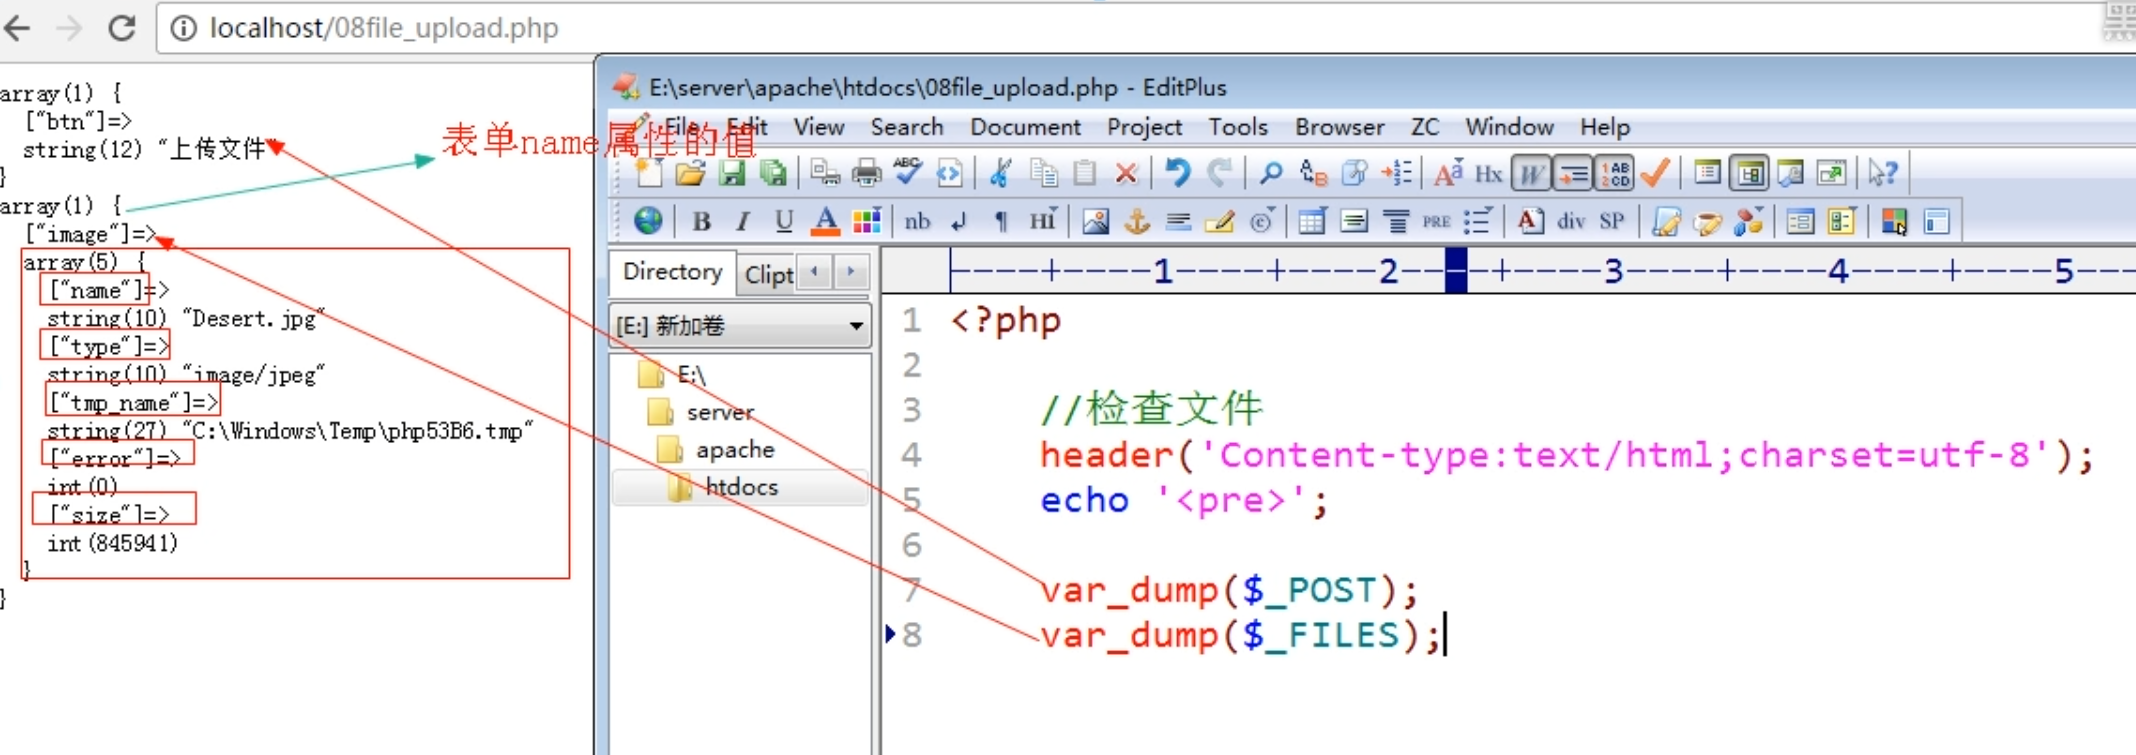 localhost/08file_upload.php
array(1) {
["btn"]=>
string(12) "上传文件"
}
array(1) {
["image"]=>
array(5) {
["name"]=>
string(10) "Desert.jpg"
["type"]=>
string(10) "image/jpeg"
["tmp_name"]=>
string(27) "C:\Windows\Temp\php53B6.tmp"
["error"]=>
int(0)
["size"]=>
int(845941)
}
}
表单name属性的值
E:\server\apache\htdocs\08file_upload.php - EditPlus
File Edit View Search Document Project Tools Browser ZC Window Help
ABC A B Aa Hx W 1AB 2CD
B I U A nb ¶ HI PRE A div SP
Directory Clipt
[E:] 新加卷
E:\
server
apache
htdocs
----+----1----+----2----+----3----+----4----+----5---
1 <?php
2
3 //检查文件
4 header('Content-type:text/html;charset=utf-8');
5 echo '<pre>';
6
7 var_dump($_POST);
8 var_dump($_FILES);